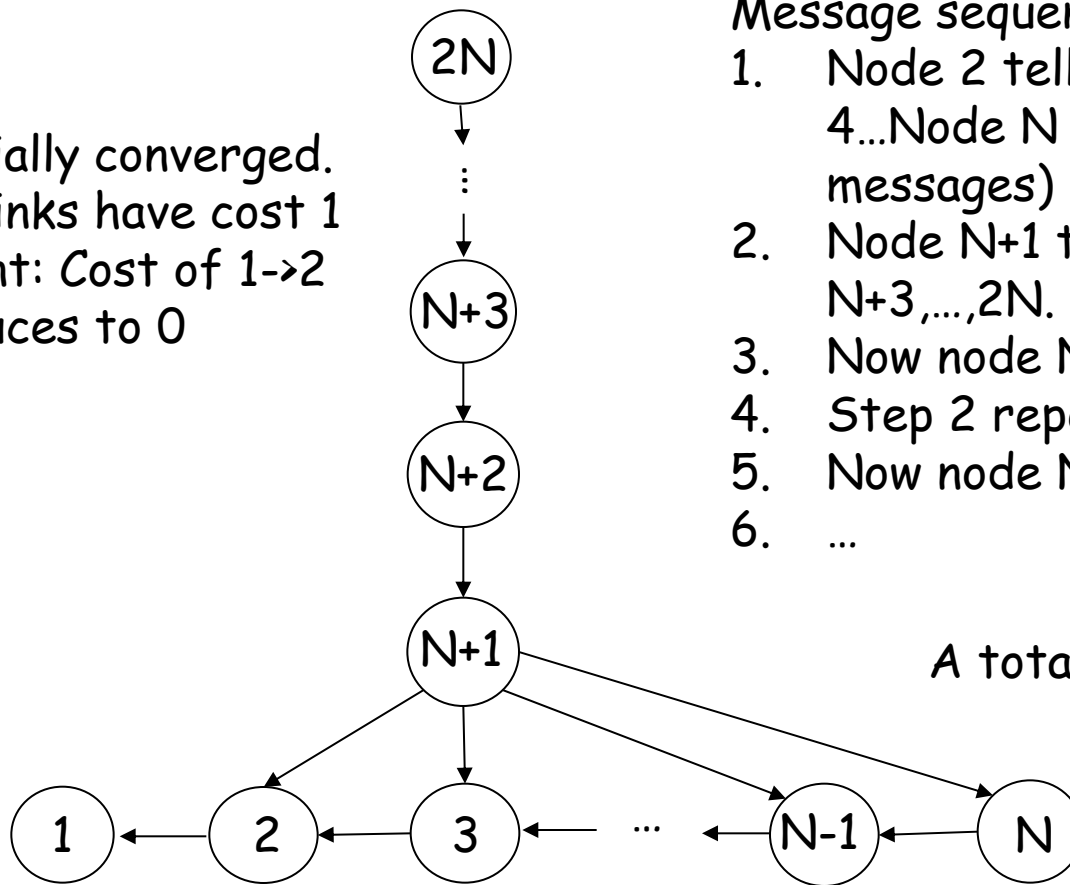 2N
ially converged.
inks have cost 1
nt: Cost of 1->2
uces to 0
Message sequer
1. Node 2 tell
4...Node N
messages)
2. Node N+1 t
N+3,...,2N.
3. Now node N
4. Step 2 rep
5. Now node N
6. ...
A tota
...
N+3
N+2
N+1
1 2 3 ... N-1 N